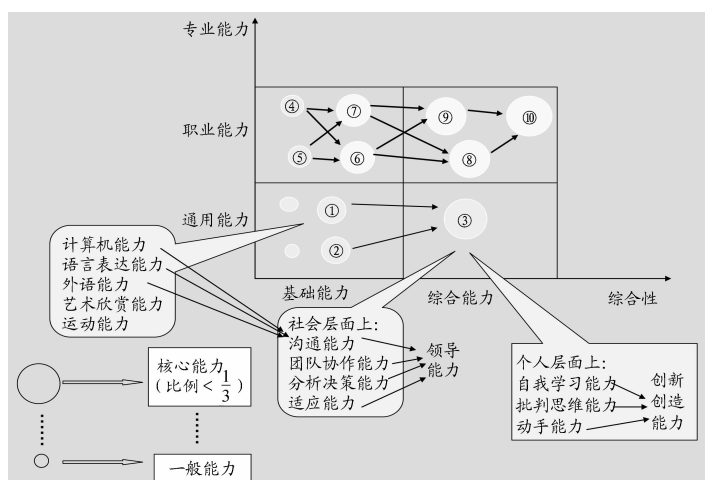 专业能力
职业能力
④
⑦
⑨
⑩
⑤
⑥
⑧
通用能力
①
②
③
基础能力
综合能力
综合性
计算机能力
语言表达能力
外语能力
艺术欣赏能力
运动能力
社会层面上:
沟通能力
团队协作能力
分析决策能力
适应能力
领导
能力
个人层面上:
自我学习能力
批判思维能力
动手能力
创新
创造
能力
核心能力
(比例< 1/3 )
一般能力